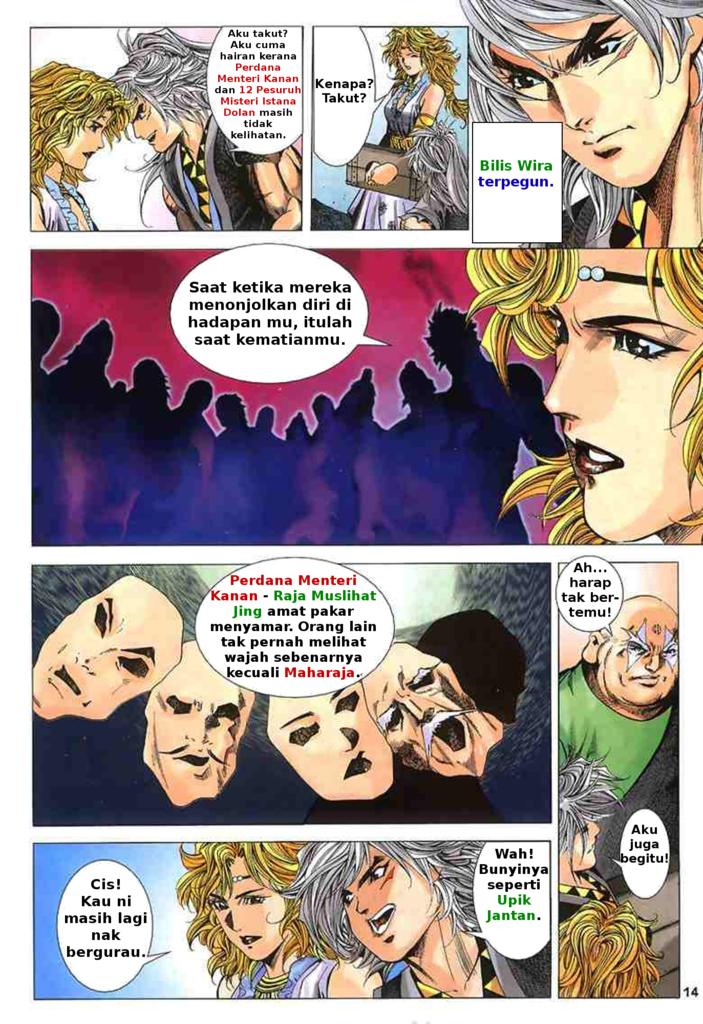 Kenapa?
Takut?
Bilis Wira
terpegun.
Aku takut?
Aku cuma
hairan kerana
Perdana
Menteri Kanan
dan 12 Pesuruh
Misteri Istana
Dolan masih
tidak
kelihatan.
Saat ketika mereka
menonjolkan diri di
hadapan mu, itulah
saat kematianmu.
Ah...
harap
tak ber-
temu!
Aku
juga
begitu!
Perdana Menteri
Kanan - Raja Muslihat
Jing amat pakar
menyamar. Orang lain
tak pernah melihat
wajah sebenarnya
kecuali Maharaja.
Wah!
Bunyinya
seperti
Upik
Jantan.
Cis!
Kau ni
masih lagi
nak
bergurau.
14